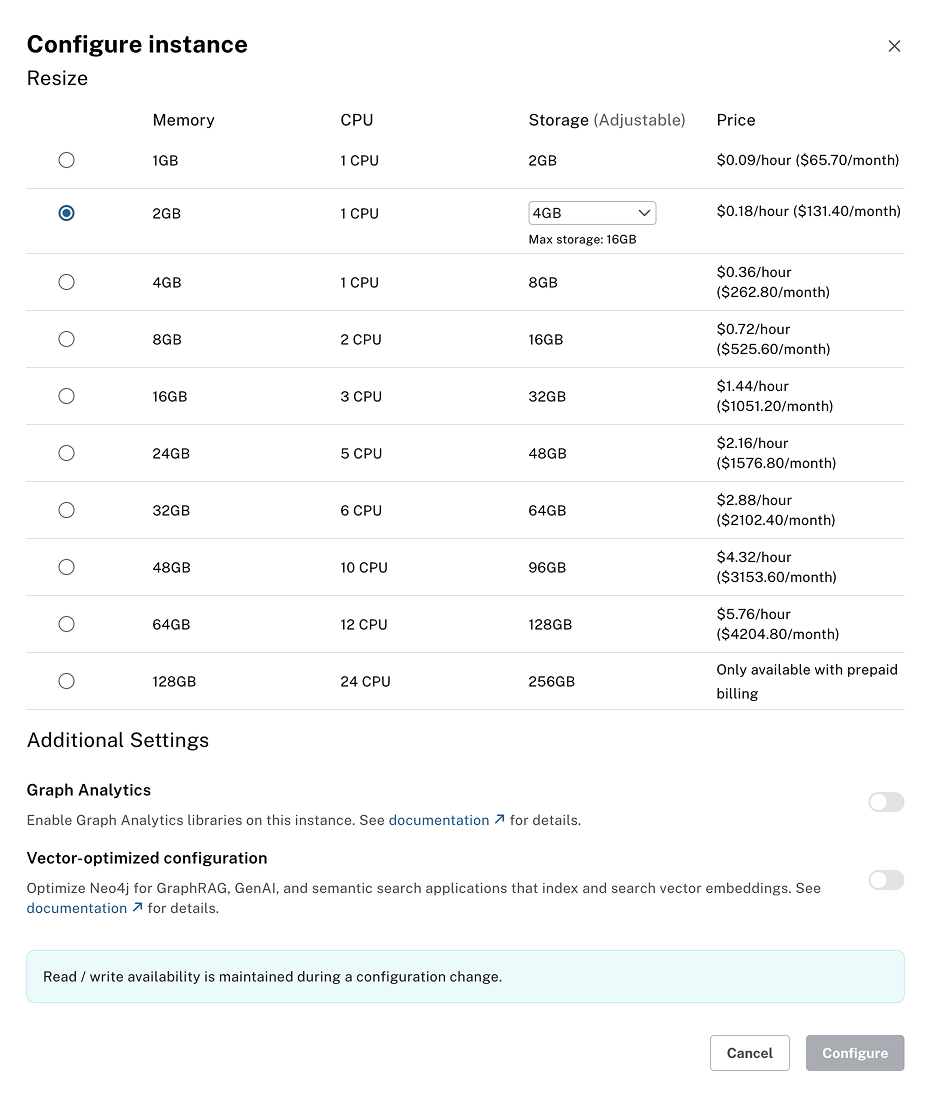 Configure instance
Resize
Memory CPU Storage (Adjustable) Price
1GB 1 CPU 2GB $0.09/hour ($65.70/month)
2GB 1 CPU 4GB $0.18/hour ($131.40/month)
Max storage: 16GB
4GB 1 CPU 8GB $0.36/hour
($262.80/month)
8GB 2 CPU 16GB $0.72/hour
($525.60/month)
16GB 3 CPU 32GB $1.44/hour
($1051.20/month)
24GB 5 CPU 48GB $2.16/hour
($1576.80/month)
32GB 6 CPU 64GB $2.88/hour
($2102.40/month)
48GB 10 CPU 96GB $4.32/hour
($3153.60/month)
64GB 12 CPU 128GB $5.76/hour
($4204.80/month)
128GB 24 CPU 256GB Only available with prepaid
billing
Additional Settings
Graph Analytics
Enable Graph Analytics libraries on this instance. See documentation for details.
Vector-optimized configuration
Optimize Neo4j for GraphRAG, GenAI, and semantic search applications that index and search vector embeddings. See
documentation for details.
Read / write availability is maintained during a configuration change.
Cancel Configure